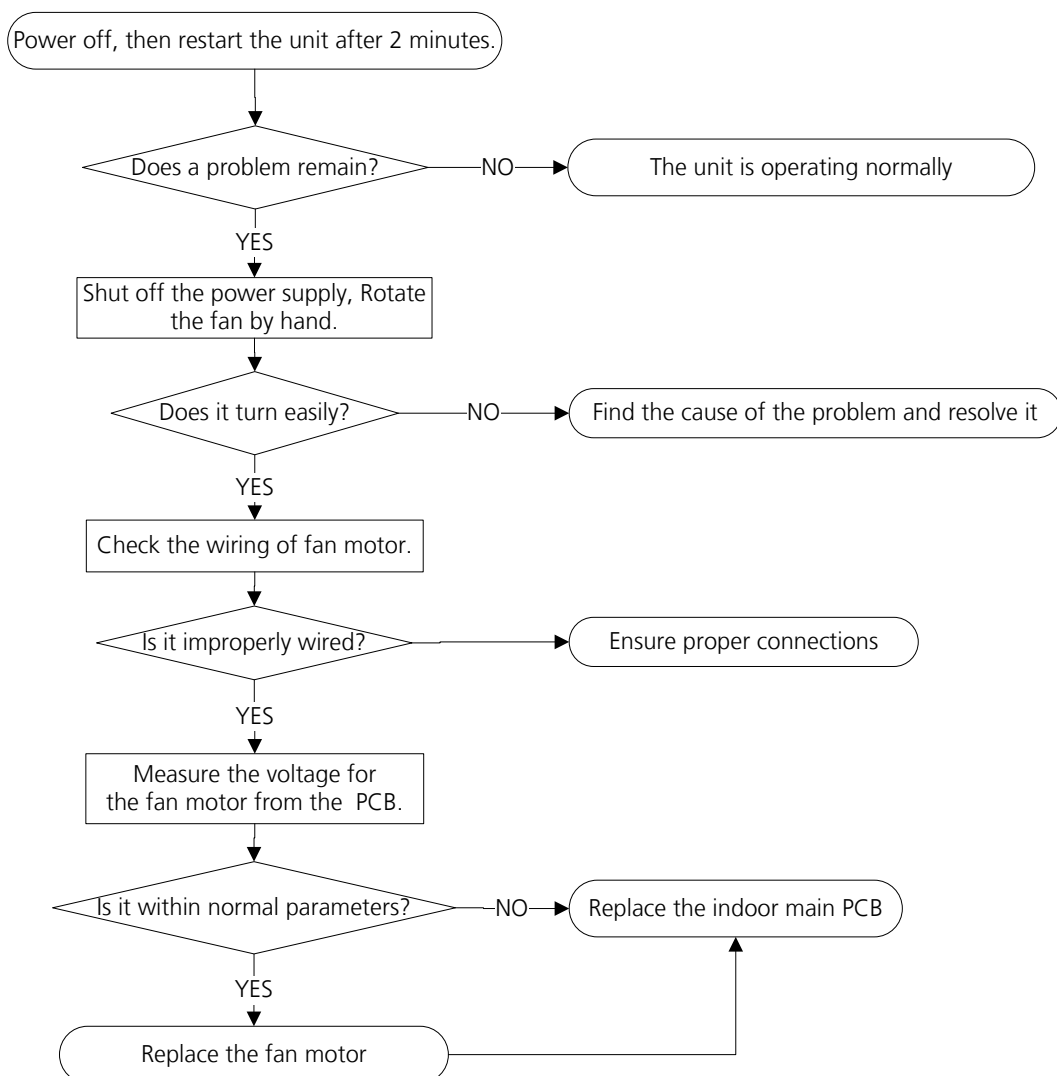 Power off, then restart the unit after 2 minutes.
Does a problem remain?
NO
The unit is operating normally
YES
Shut off the power supply, Rotate
the fan by hand.
Does it turn easily?
NO
Find the cause of the problem and resolve it
YES
Check the wiring of fan motor.
Is it improperly wired?
Ensure proper connections
YES
Measure the voltage for
the fan motor from the PCB.
Is it within normal parameters?
NO
Replace the indoor main PCB
YES
Replace the fan motor